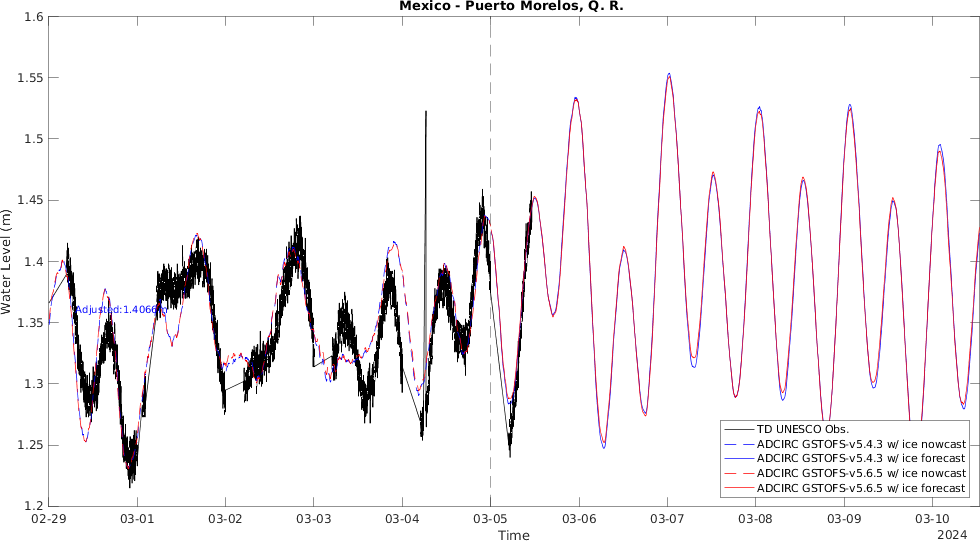 Mexico - Puerto Morelos, Q. R.
Water Level (m)
1.6
1.55
1.5
1.45
1.4
1.35
1.3
1.25
1.2
TD UNESCO Obs.
ADCIRC GSTOFS-v5.4.3 w/ ice nowcast
ADCIRC GSTOFS-v5.4.3 w/ ice forecast
ADCIRC GSTOFS-v5.6.5 w/ ice nowcast
ADCIRC GSTOFS-v5.6.5 w/ ice forecast
02-29 03-01 03-02 03-03 03-04 03-05 03-06 03-07 03-08 03-09 03-10
Time
2024